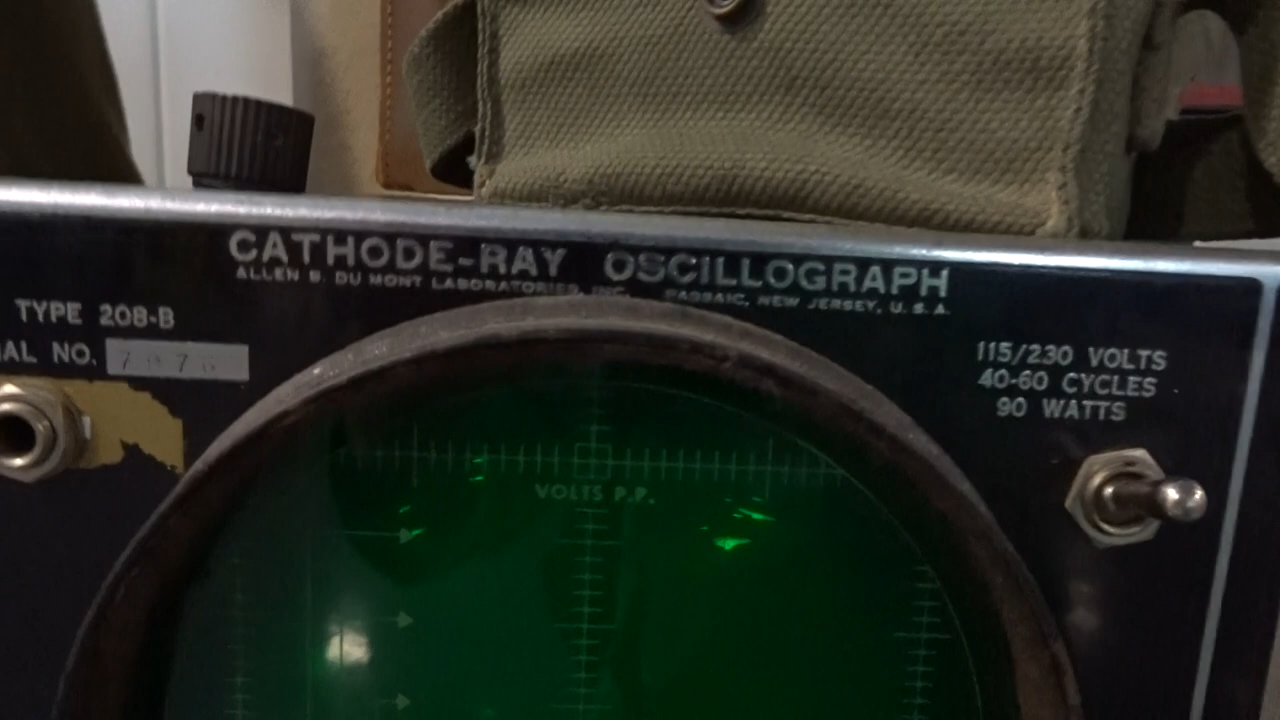 CATHODE-RAY OSCILLOGRAPH
ALLEN B. DU MONT LABORATORIES, INC. PASSAIC, NEW JERSEY, U.S.A.
TYPE 208-B
IAL NO.
115/230 VOLTS
40-60 CYCLES
90 WATTS
VOLTS P.P.